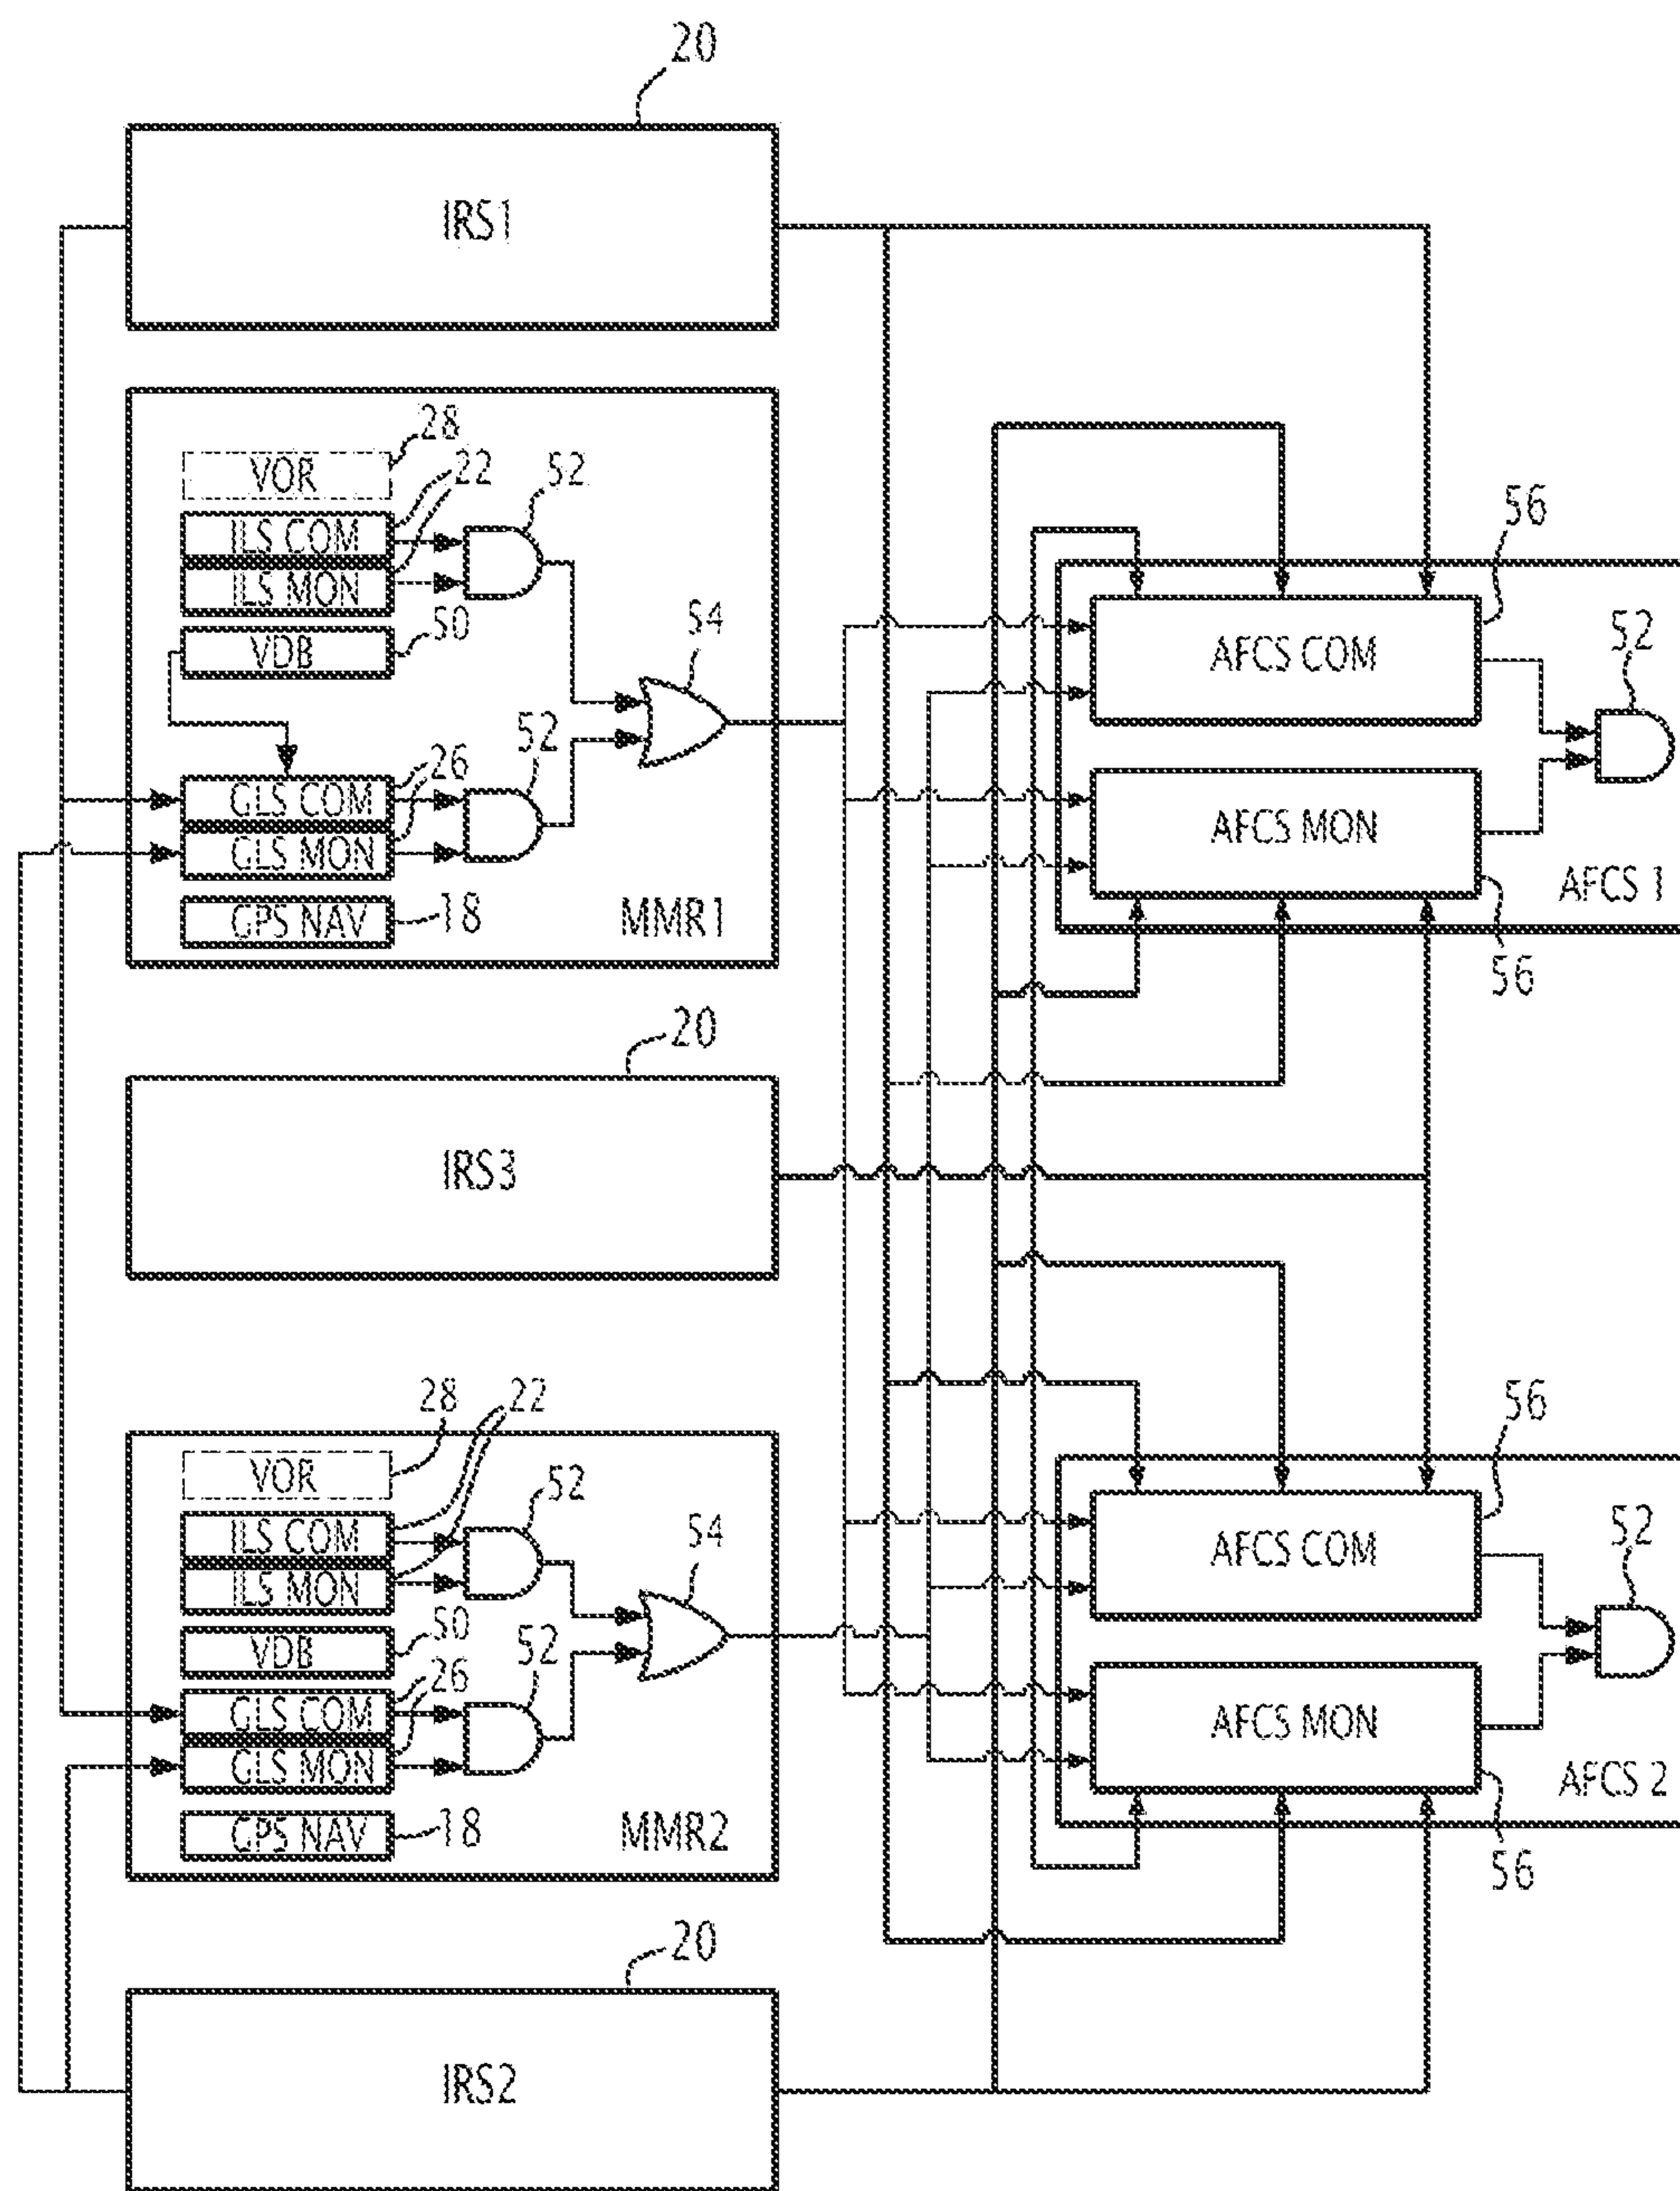 20
IRS1
28
VOR
22
52
ILS COM
ILS MON
50
VDB
54
52
26
GLS COM
GLS MON
GPS NAV
18
MMR1
56
AFCS COM
52
AFCS MON
AFCS 1
56
20
IRS3
28
22
VOR
52
ILS COM
ILS MON
54
50
VDB
52
26
GLS COM
GLS MON
GPS NAV
18
MMR2
56
AFCS COM
52
AFCS MON
AFCS 2
56
20
IRS2